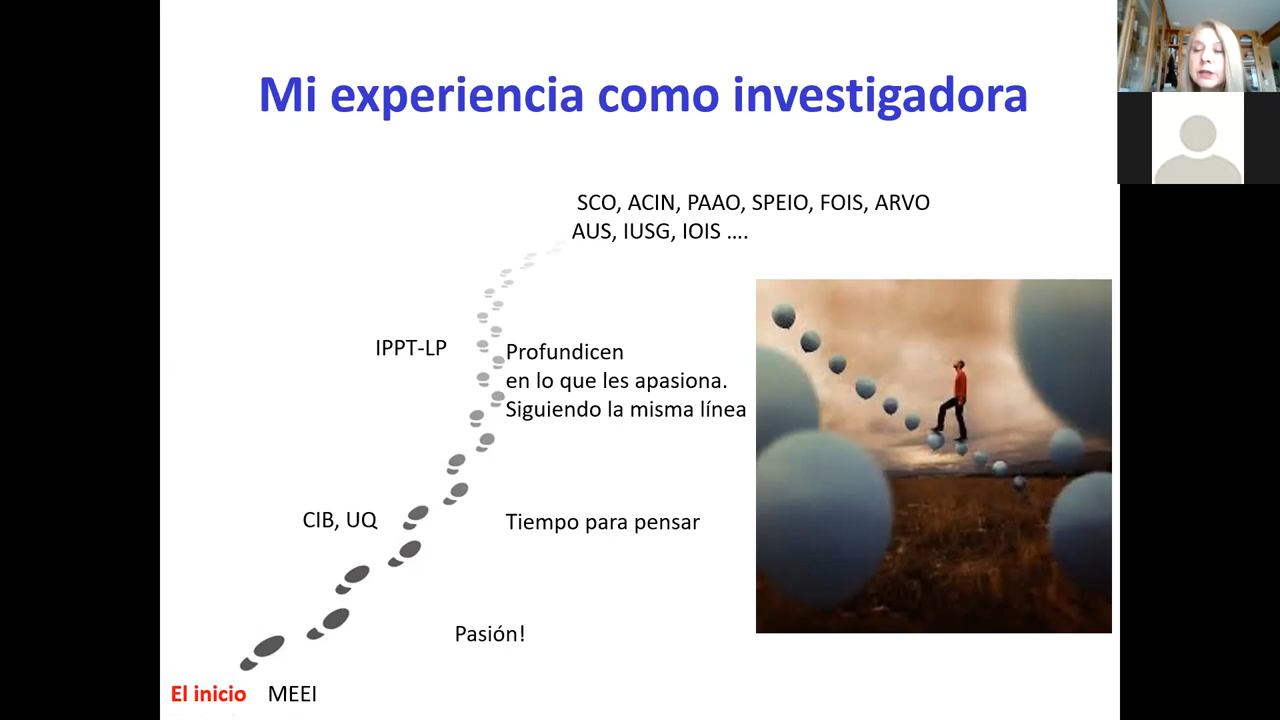 Mi experiencia como investigadora
SCO, ACIN, PAAO, SPEIO, FOIS, ARVO
AUS, IUSG, IOIS ....
IPPT-LP
Profundicen
en lo que les apasiona.
Siguiendo la misma línea
CIB, UQ
Tiempo para pensar
Pasión!
El inicio MEEI